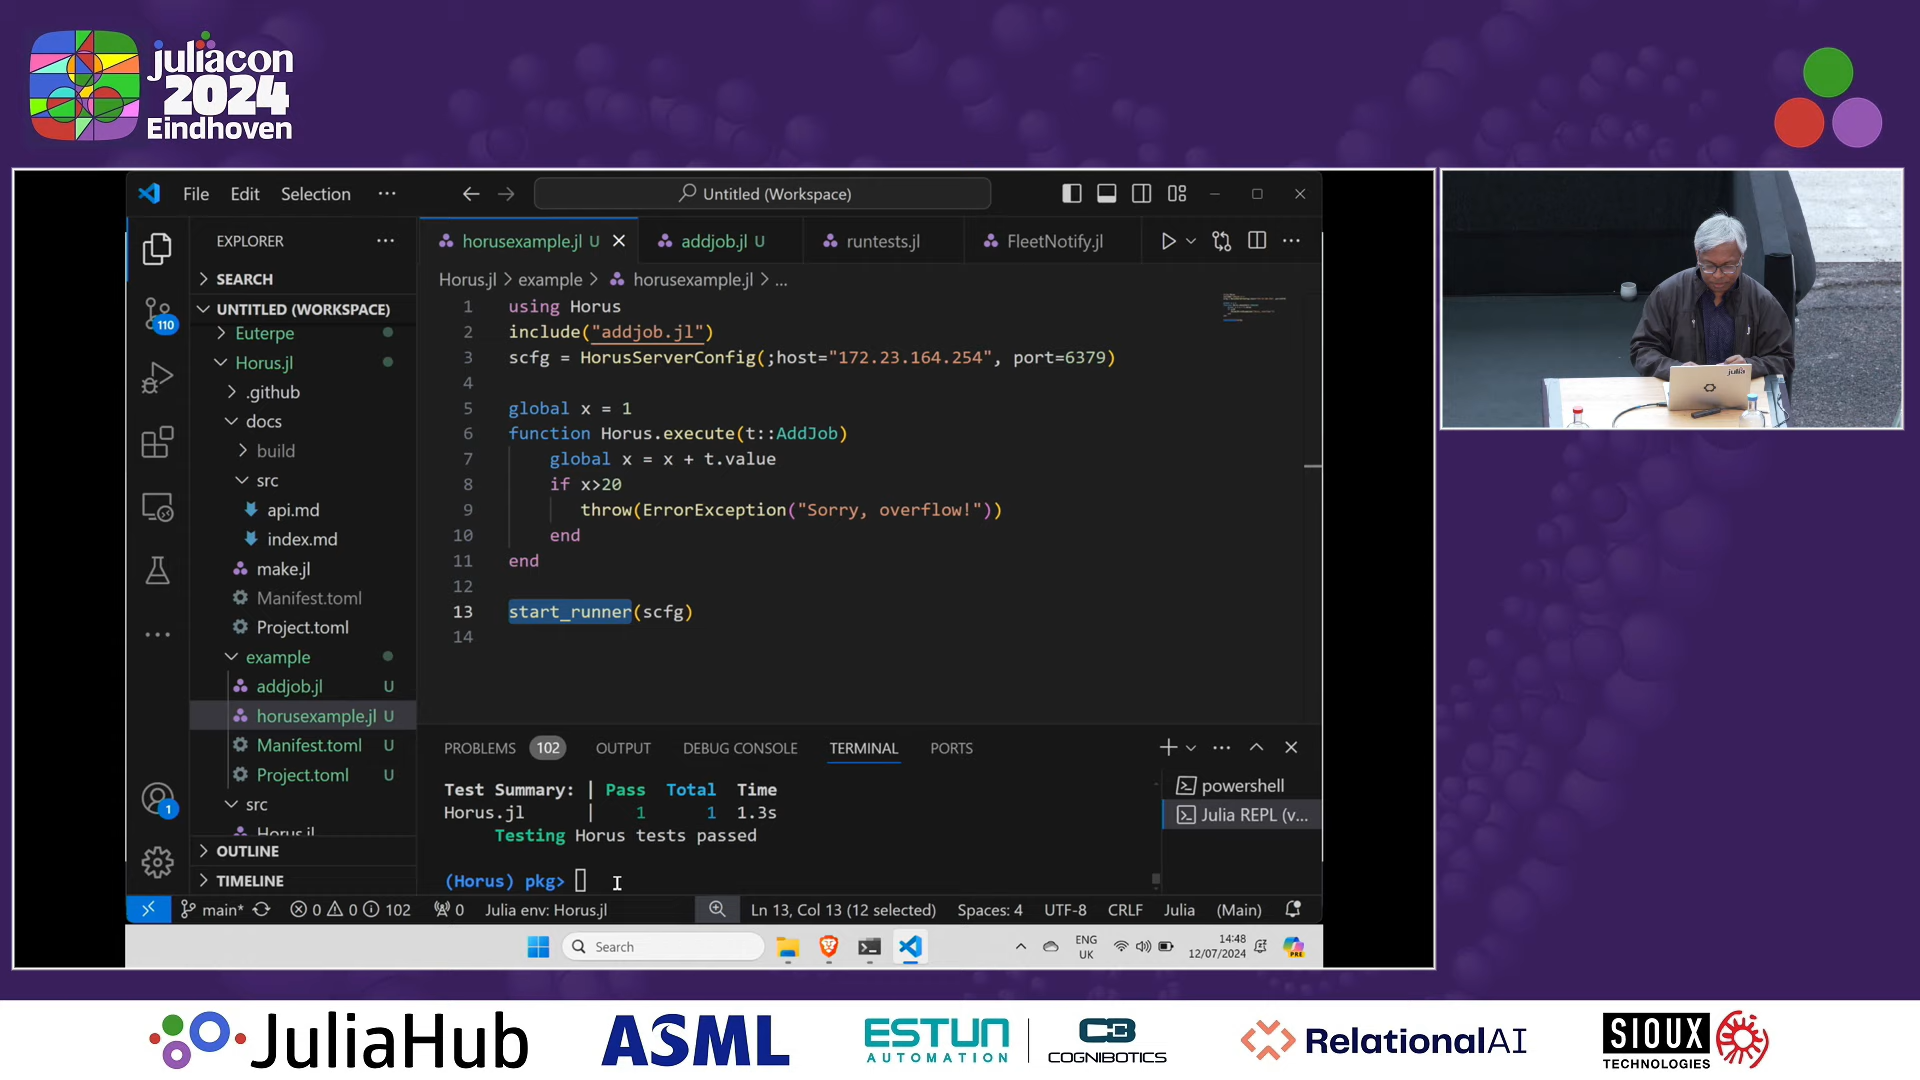 juliacon
2024
Eindhoven
File Edit Selection ···
Untitled (Workspace)
EXPLORER ···
SEARCH
UNTITLED (WORKSPACE)
Euterpe
Horus.jl
.github
docs
build
src
api.md
index.md
make.jl
Manifest.toml
Project.toml
example
addjob.jl U
horusexample.jl U
Manifest.toml U
Project.toml U
src
Horus.jl
OUTLINE
TIMELINE
110
1
horusexample.jl U addjob.jl U runtests.jl FleetNotify.jl
Horus.jl > example > horusexample.jl > ...
1 using Horus
2 include("addjob.jl")
3 scfg = HorusServerConfig(;host="172.23.164.254", port=6379)
4
5 global x = 1
6 function Horus.execute(t::AddJob)
7 global x = x + t.value
8 if x>20
9 throw(ErrorException("Sorry, overflow!"))
10 end
11 end
12
13 start_runner(scfg)
14
PROBLEMS 102 OUTPUT DEBUG CONSOLE TERMINAL PORTS
Test Summary: | Pass Total Time
Horus.jl | 1 1 1.3s
Testing Horus tests passed
(Horus) pkg>
powershell
Julia REPL (v...
main* 0 0 102 0 Julia env: Horus.jl Ln 13, Col 13 (12 selected) Spaces: 4 UTF-8 CRLF Julia (Main)
Search
ENG
UK
14:48
12/07/2024
PRE
julia
JuliaHub
ASML
ESTUN
AUTOMATION
COGNIBOTICS
RelationalAI
SIOUX
TECHNOLOGIES